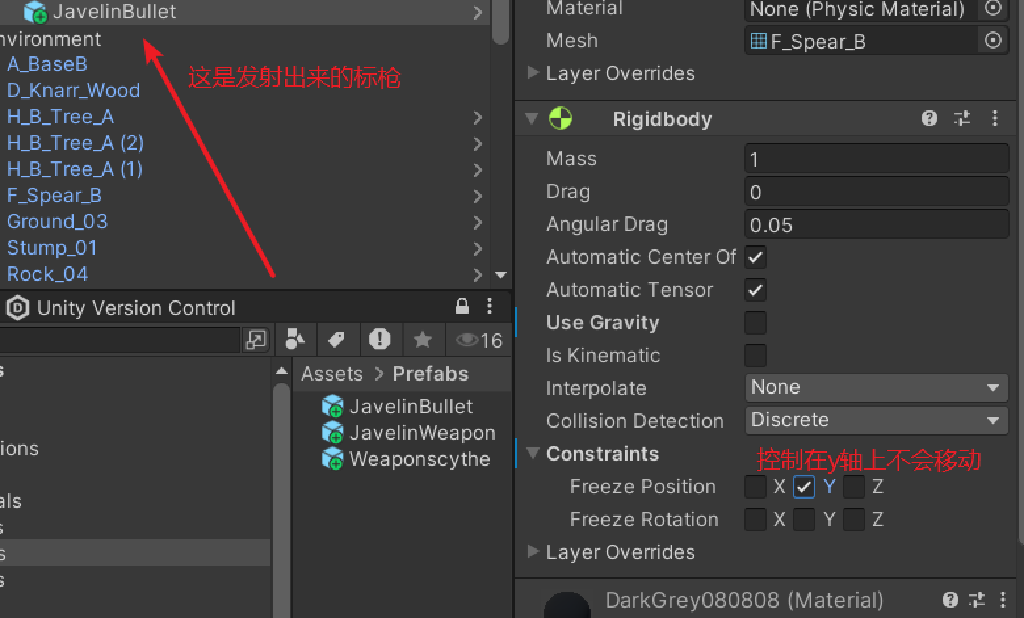 JavelinBullet
nvironment
这是发射出来的标枪
A_BaseB
D_Knarr_Wood
H_B_Tree_A
H_B_Tree_A (2)
H_B_Tree_A (1)
F_Spear_B
Ground_03
Stump_01
Rock_04
Unity Version Control
16
s
ions
als
s
s
s
Assets > Prefabs
JavelinBullet
JavelinWeapon
Weaponscythe
Material None (Physic Material)
Mesh F_Spear_B
Layer Overrides
Rigidbody
Mass 1
Drag 0
Angular Drag 0.05
Automatic Center Of
Automatic Tensor
Use Gravity
Is Kinematic
Interpolate None
Collision Detection Discrete
Constraints
控制在y轴上不会移动
Freeze Position X Y Z
Freeze Rotation X Y Z
Layer Overrides
DarkGrey080808 (Material)